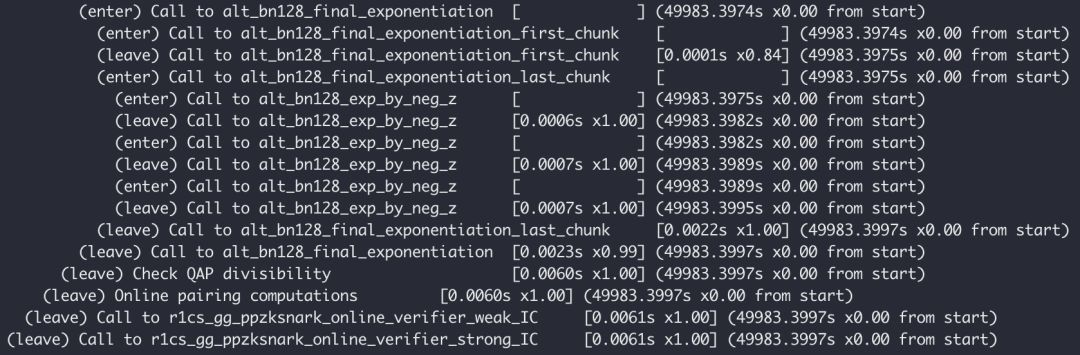 (enter) Call to alt_bn128_final_exponentiation [ ] (49983.3974s x0.00 from start)
(enter) Call to alt_bn128_final_exponentiation_first_chunk [ ] (49983.3974s x0.00 from start)
(leave) Call to alt_bn128_final_exponentiation_first_chunk [0.0001s x0.84] (49983.3975s x0.00 from start)
(enter) Call to alt_bn128_final_exponentiation_last_chunk [ ] (49983.3975s x0.00 from start)
(enter) Call to alt_bn128_exp_by_neg_z [ ] (49983.3975s x0.00 from start)
(leave) Call to alt_bn128_exp_by_neg_z [0.0006s x1.00] (49983.3982s x0.00 from start)
(enter) Call to alt_bn128_exp_by_neg_z [ ] (49983.3982s x0.00 from start)
(leave) Call to alt_bn128_exp_by_neg_z [0.0007s x1.00] (49983.3989s x0.00 from start)
(enter) Call to alt_bn128_exp_by_neg_z [ ] (49983.3989s x0.00 from start)
(leave) Call to alt_bn128_exp_by_neg_z [0.0007s x1.00] (49983.3995s x0.00 from start)
(leave) Call to alt_bn128_final_exponentiation_last_chunk [0.0022s x1.00] (49983.3997s x0.00 from start)
(leave) Call to alt_bn128_final_exponentiation [0.0023s x0.99] (49983.3997s x0.00 from start)
(leave) Check QAP divisibility [0.0060s x1.00] (49983.3997s x0.00 from start)
(leave) Online pairing computations [0.0060s x1.00] (49983.3997s x0.00 from start)
(leave) Call to r1cs_gg_ppzksnark_online_verifier_weak_IC [0.0061s x1.00] (49983.3997s x0.00 from start)
(leave) Call to r1cs_gg_ppzksnark_online_verifier_strong_IC [0.0061s x1.00] (49983.3997s x0.00 from start)